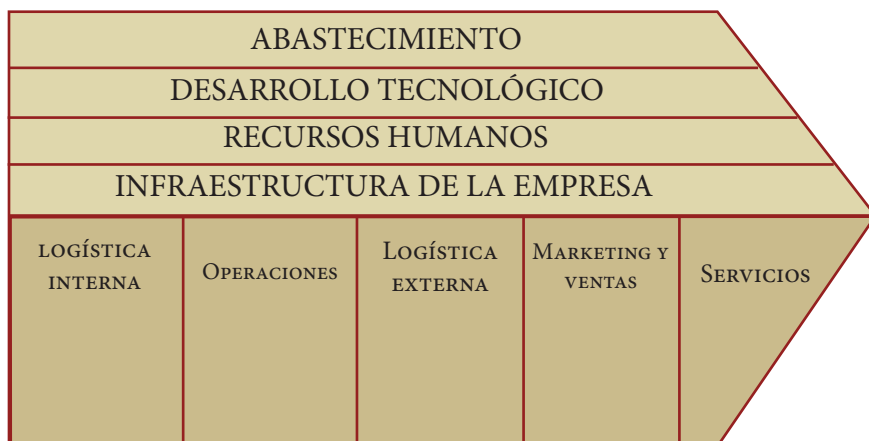 ABASTECIMIENTO
DESARROLLO TECNOLÓGICO
RECURSOS HUMANOS
INFRAESTRUCTURA DE LA EMPRESA
LOGÍSTICA
INTERNA
OPERACIONES
LOGÍSTICA
EXTERNA
MARKETING Y
VENTAS
SERVICIOS